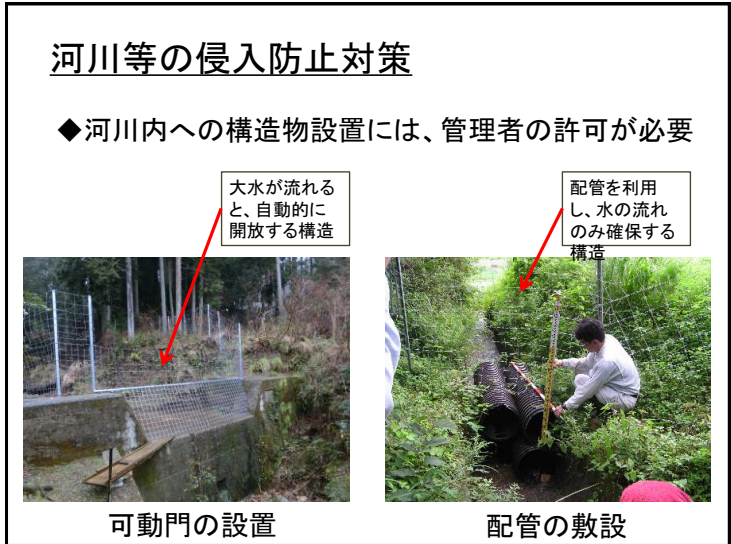 河川等の侵入防止対策
◆河川内への構造物設置には、管理者の許可が必要
大水が流れる
と、自動的に
開放する構造
配管を利用
し、水の流れ
のみ確保する
構造
可動門の設置
配管の敷設